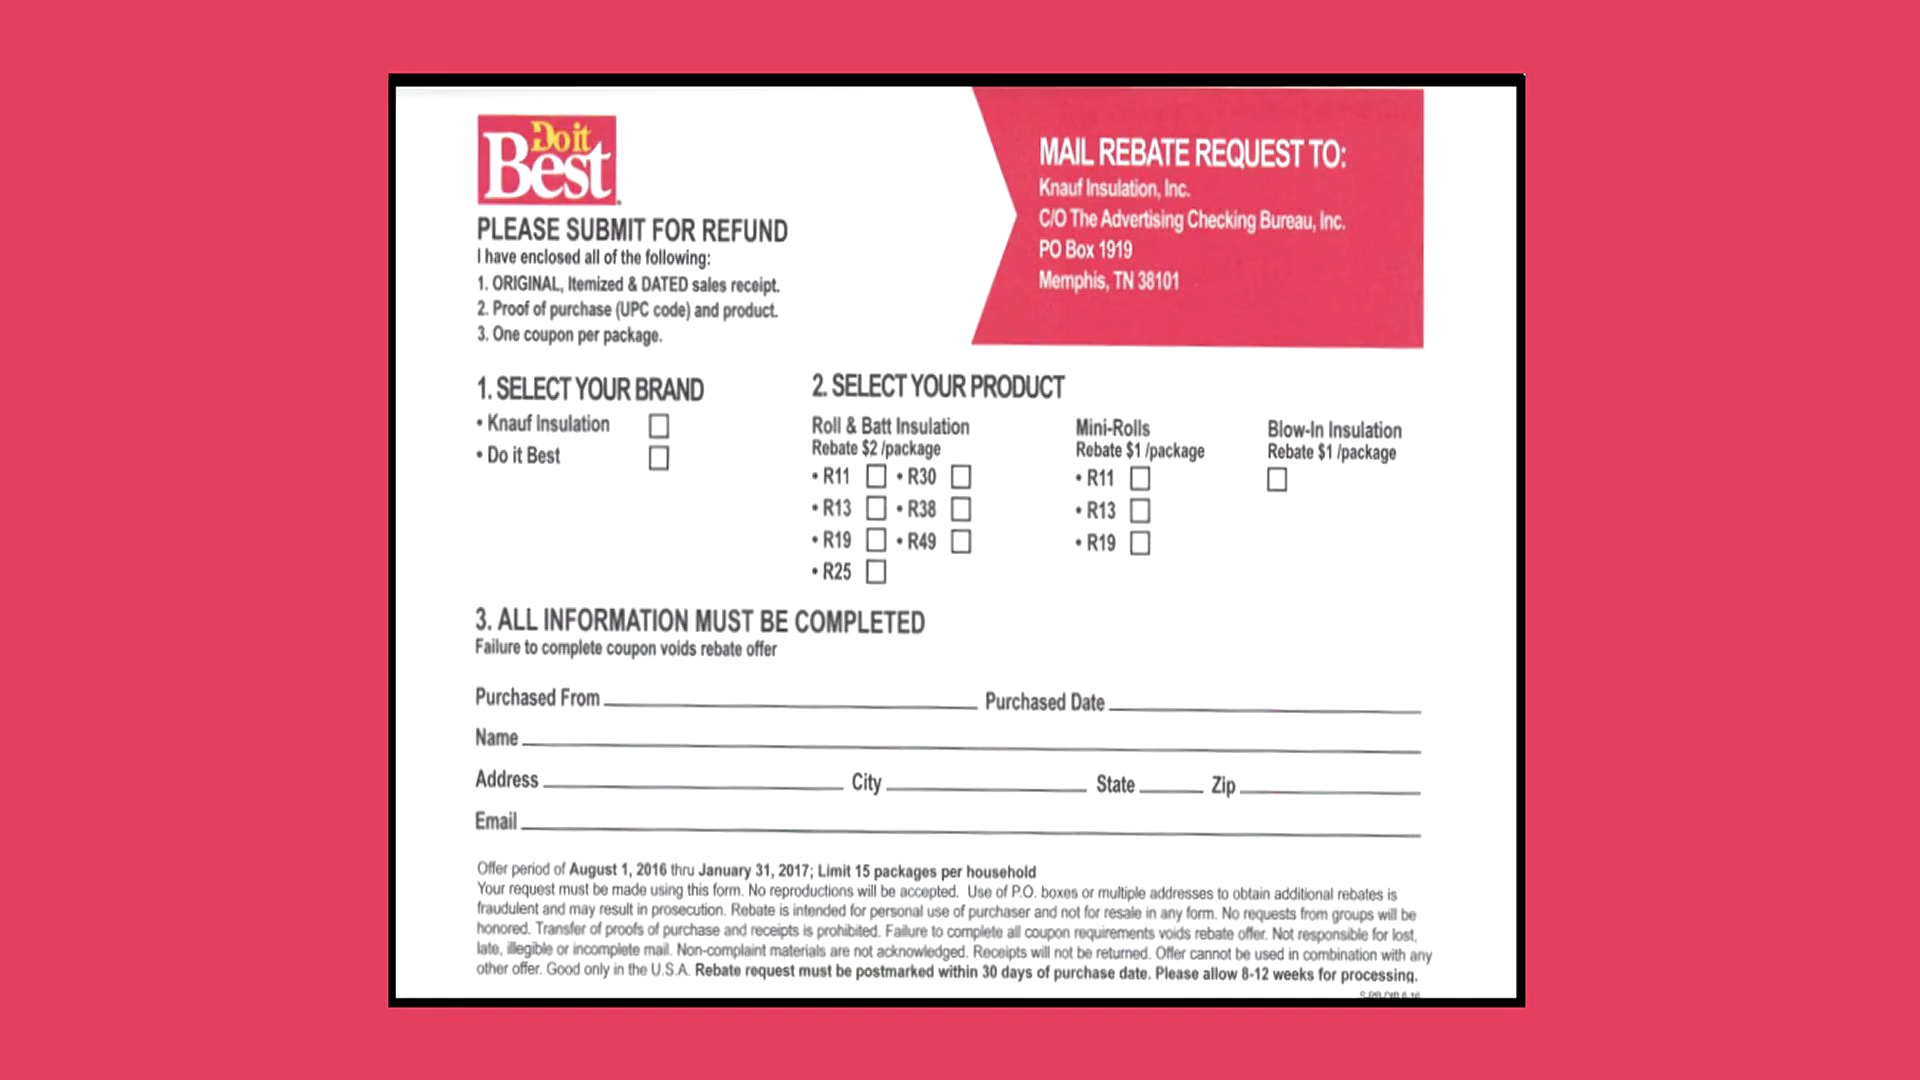 Do it
Best
PLEASE SUBMIT FOR REFUND
I have enclosed all of the following:
1. ORIGINAL, Itemized & DATED sales receipt.
2. Proof of purchase (UPC code) and product.
3. One coupon per package.
MAIL REBATE REQUEST TO:
Knauf Insulation, Inc.
C/O The Advertising Checking Bureau, Inc.
PO Box 1919
Memphis, TN 38101
1. SELECT YOUR BRAND
• Knauf Insulation
• Do it Best
2. SELECT YOUR PRODUCT
Roll & Batt Insulation
Rebate $2 /package
• R11 • R30
• R13 • R38
• R19 • R49
• R25
Mini-Rolls
Rebate $1 /package
• R11
• R13
• R19
Blow-In Insulation
Rebate $1 /package
3. ALL INFORMATION MUST BE COMPLETED
Failure to complete coupon voids rebate offer
Purchased From Purchased Date
Name
Address City State Zip
Email
Offer period of August 1, 2016 thru January 31, 2017; Limit 15 packages per household
Your request must be made using this form. No reproductions will be accepted. Use of P.O. boxes or multiple addresses to obtain additional rebates is
fraudulent and may result in prosecution. Rebate is intended for personal use of purchaser and not for resale in any form. No requests from groups will be
honored. Transfer of proofs of purchase and receipts is prohibited. Failure to complete all coupon requirements voids rebate offer. Not responsible for lost,
late, illegible or incomplete mail. Non-complaint materials are not acknowledged. Receipts will not be returned. Offer cannot be used in combination with any
other offer. Good only in the U.S.A. Rebate request must be postmarked within 30 days of purchase date. Please allow 8-12 weeks for processing.